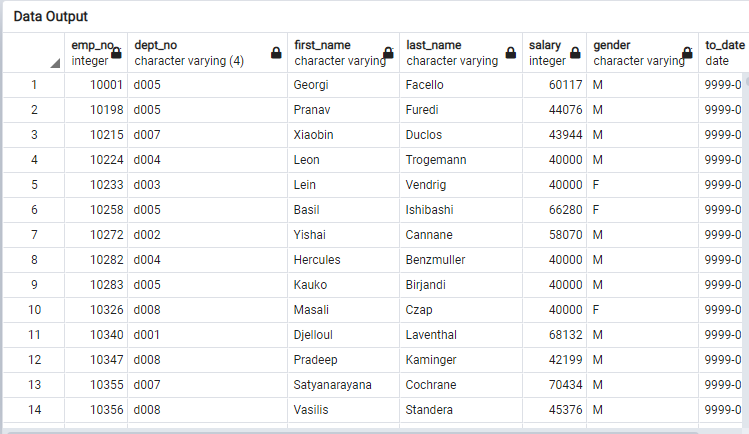 Data Output
emp_no dept_no first_name last_name salary gender to_date
integer character varying (4) character varying character varying integer character varying date
1 10001 d005 Georgi Facello 60117 M 9999-0
2 10198 d005 Pranav Furedi 44076 M 9999-0
3 10215 d007 Xiaobin Duclos 43944 M 9999-0
4 10224 d004 Leon Trogemann 40000 M 9999-0
5 10233 d003 Lein Vendrig 40000 F 9999-0
6 10258 d005 Basil Ishibashi 66280 F 9999-0
7 10272 d002 Yishai Cannane 58070 M 9999-0
8 10282 d004 Hercules Benzmuller 40000 M 9999-0
9 10283 d005 Kauko Birjandi 40000 M 9999-0
10 10326 d008 Masali Czap 40000 F 9999-0
11 10340 d001 Djelloul Laventhal 68132 M 9999-0
12 10347 d008 Pradeep Kaminger 42199 M 9999-0
13 10355 d007 Satyanarayana Cochrane 70434 M 9999-0
14 10356 d008 Vasilis Standera 45376 M 9999-0